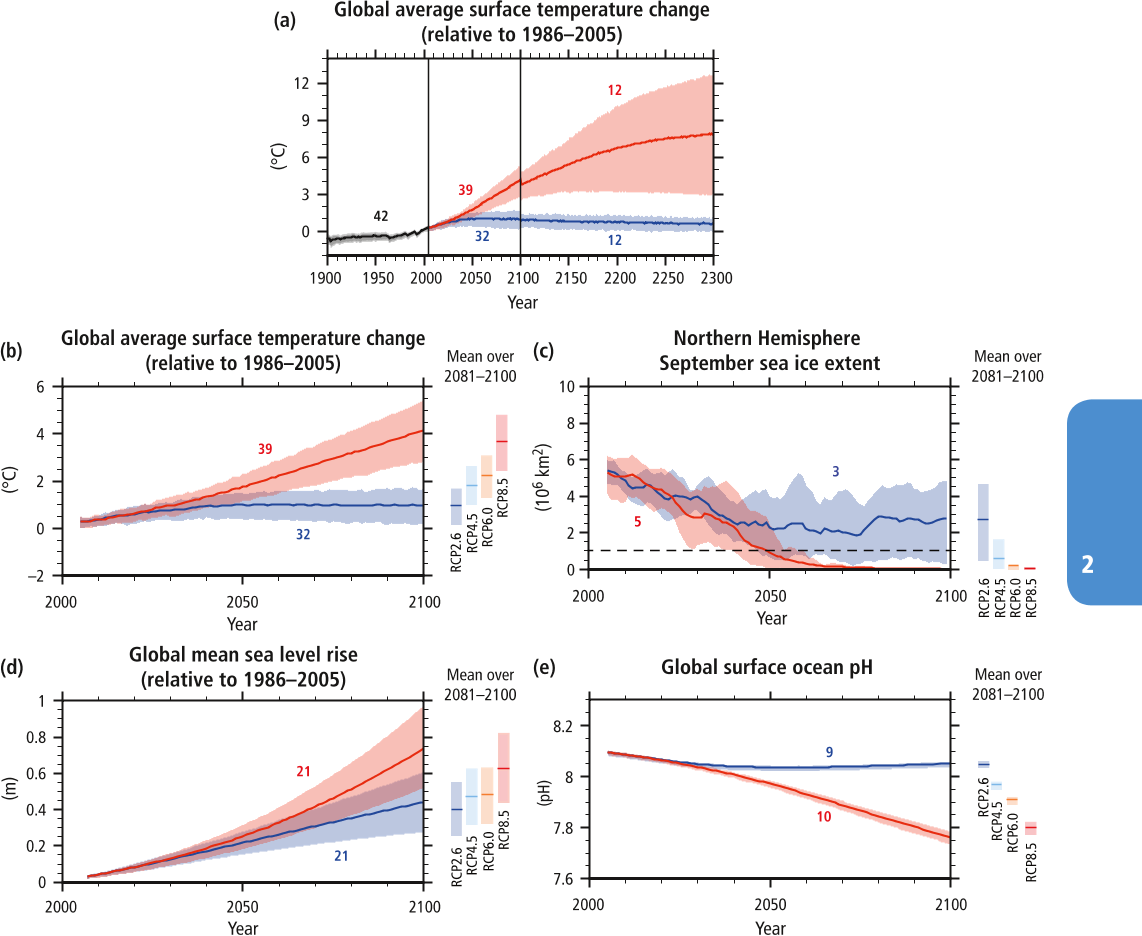 (a)
Global average surface temperature change
(relative to 1986–2005)
12
9
6
3
0
(°C)
42
39
32
12
12
1900 1950 2000 2050 2100 2150 2200 2250 2300
Year
(b)
Global average surface temperature change
(relative to 1986–2005)
Mean over
2081–2100
6
4
2
0
−2
(°C)
39
32
2000 2050 2100
Year
RCP2.6
RCP4.5
RCP6.0
RCP8.5
(c)
Northern Hemisphere
September sea ice extent
Mean over
2081–2100
10
8
6
4
2
0
(10⁶ km²)
3
5
2000 2050 2100
Year
RCP2.6
RCP4.5
RCP6.0
RCP8.5
2
(d)
Global mean sea level rise
(relative to 1986–2005)
Mean over
2081–2100
1
0.8
0.6
0.4
0.2
0
(m)
21
21
2000 2050 2100
Year
RCP2.6
RCP4.5
RCP6.0
RCP8.5
(e)
Global surface ocean pH
Mean over
2081–2100
8.2
8
7.8
7.6
(pH)
9
10
2000 2050 2100
Year
RCP2.6
RCP4.5
RCP6.0
RCP8.5